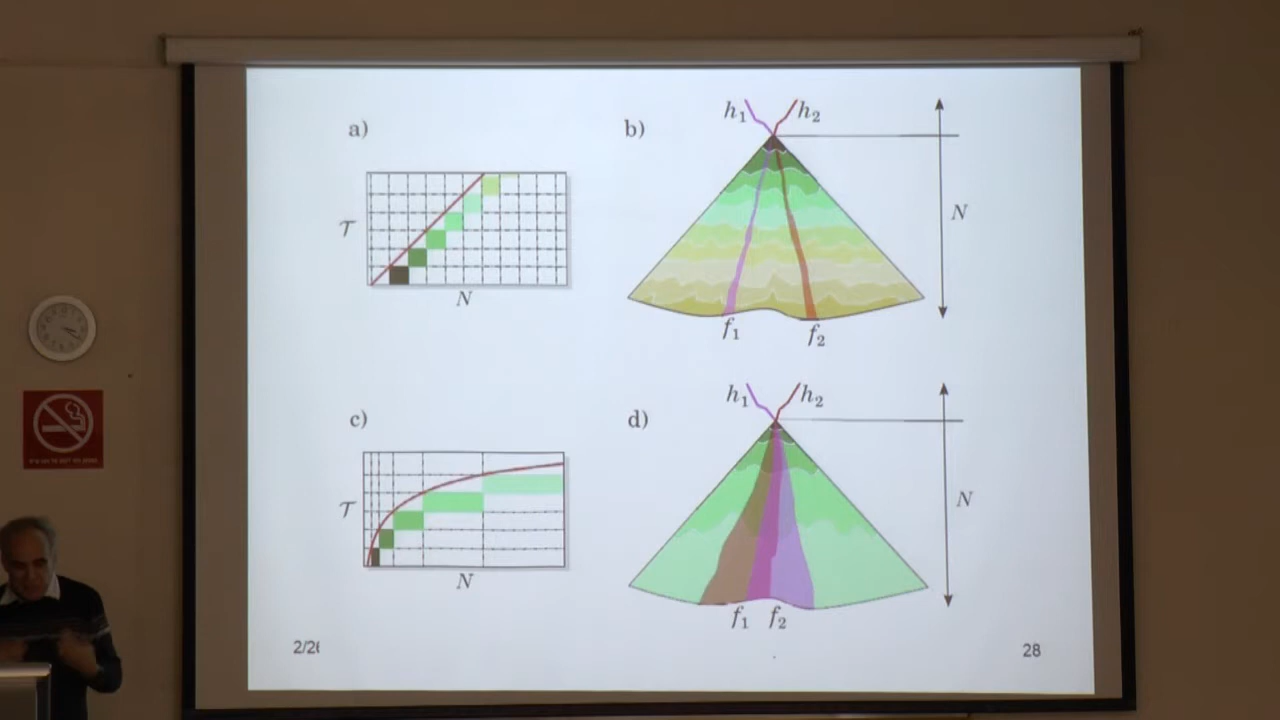 a)
𝒯
N
b)
h₁ h₂
N
f₁ f₂
c)
𝒯
N
d)
h₁ h₂
N
f₁ f₂
2/2
28